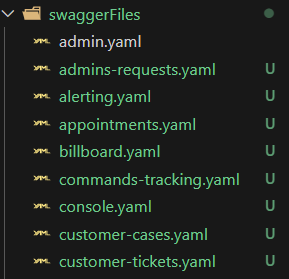 swaggerFiles
admin.yaml
admins-requests.yaml U
alerting.yaml U
appointments.yaml U
billboard.yaml U
commands-tracking.yaml U
console.yaml U
customer-cases.yaml U
customer-tickets.yaml U